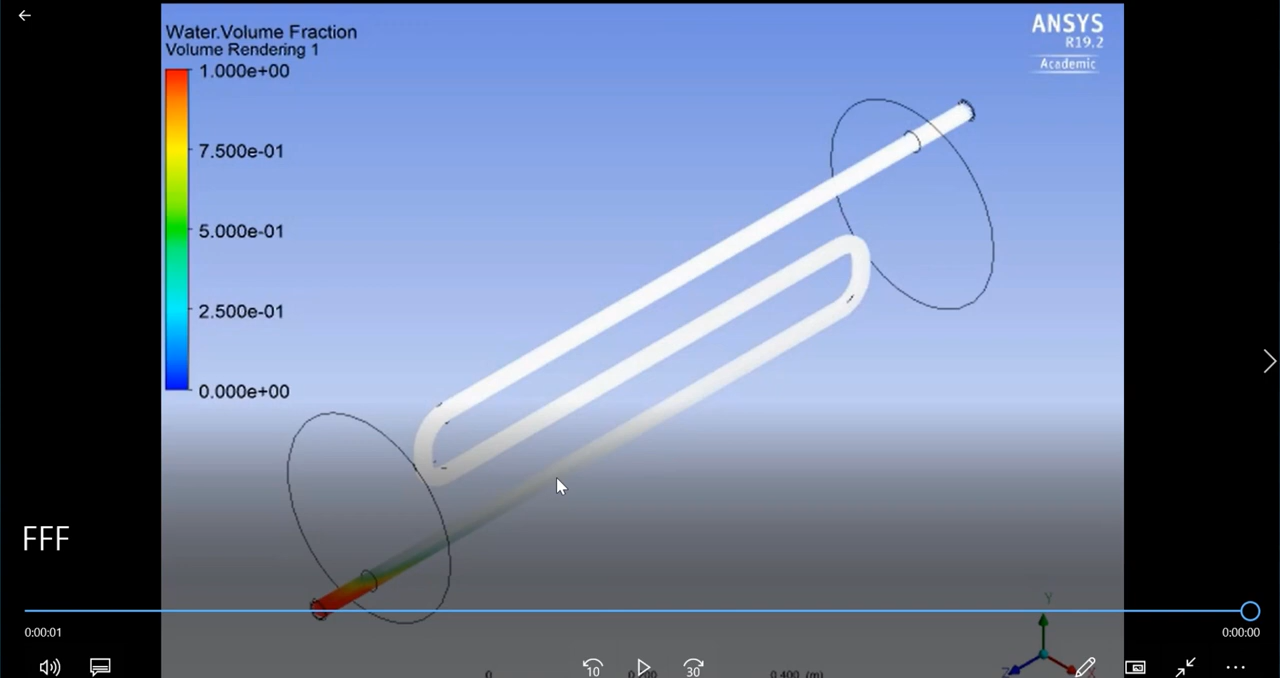 Water.Volume Fraction
Volume Rendering 1
1.000e+00
7.500e-01
5.000e-01
2.500e-01
0.000e+00
ANSYS
R19.2
Academic
FFF
0:00:01
0:00:00
Y
Z
0
0.400 (m)
10
30